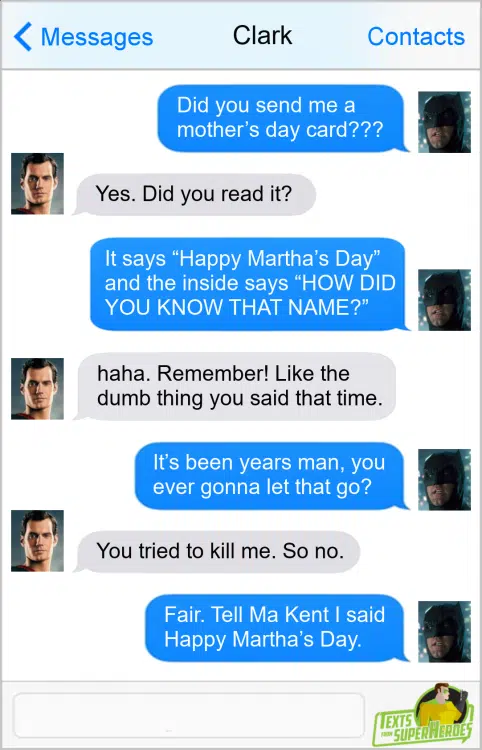 Messages
Clark
Contacts
Did you send me a
mother’s day card???
Yes. Did you read it?
It says “Happy Martha’s Day”
and the inside says “HOW DID
YOU KNOW THAT NAME?”
haha. Remember! Like the
dumb thing you said that time.
It’s been years man, you
ever gonna let that go?
You tried to kill me. So no.
Fair. Tell Ma Kent I said
Happy Martha’s Day.
TEXTS
FROM SUPERHEROES